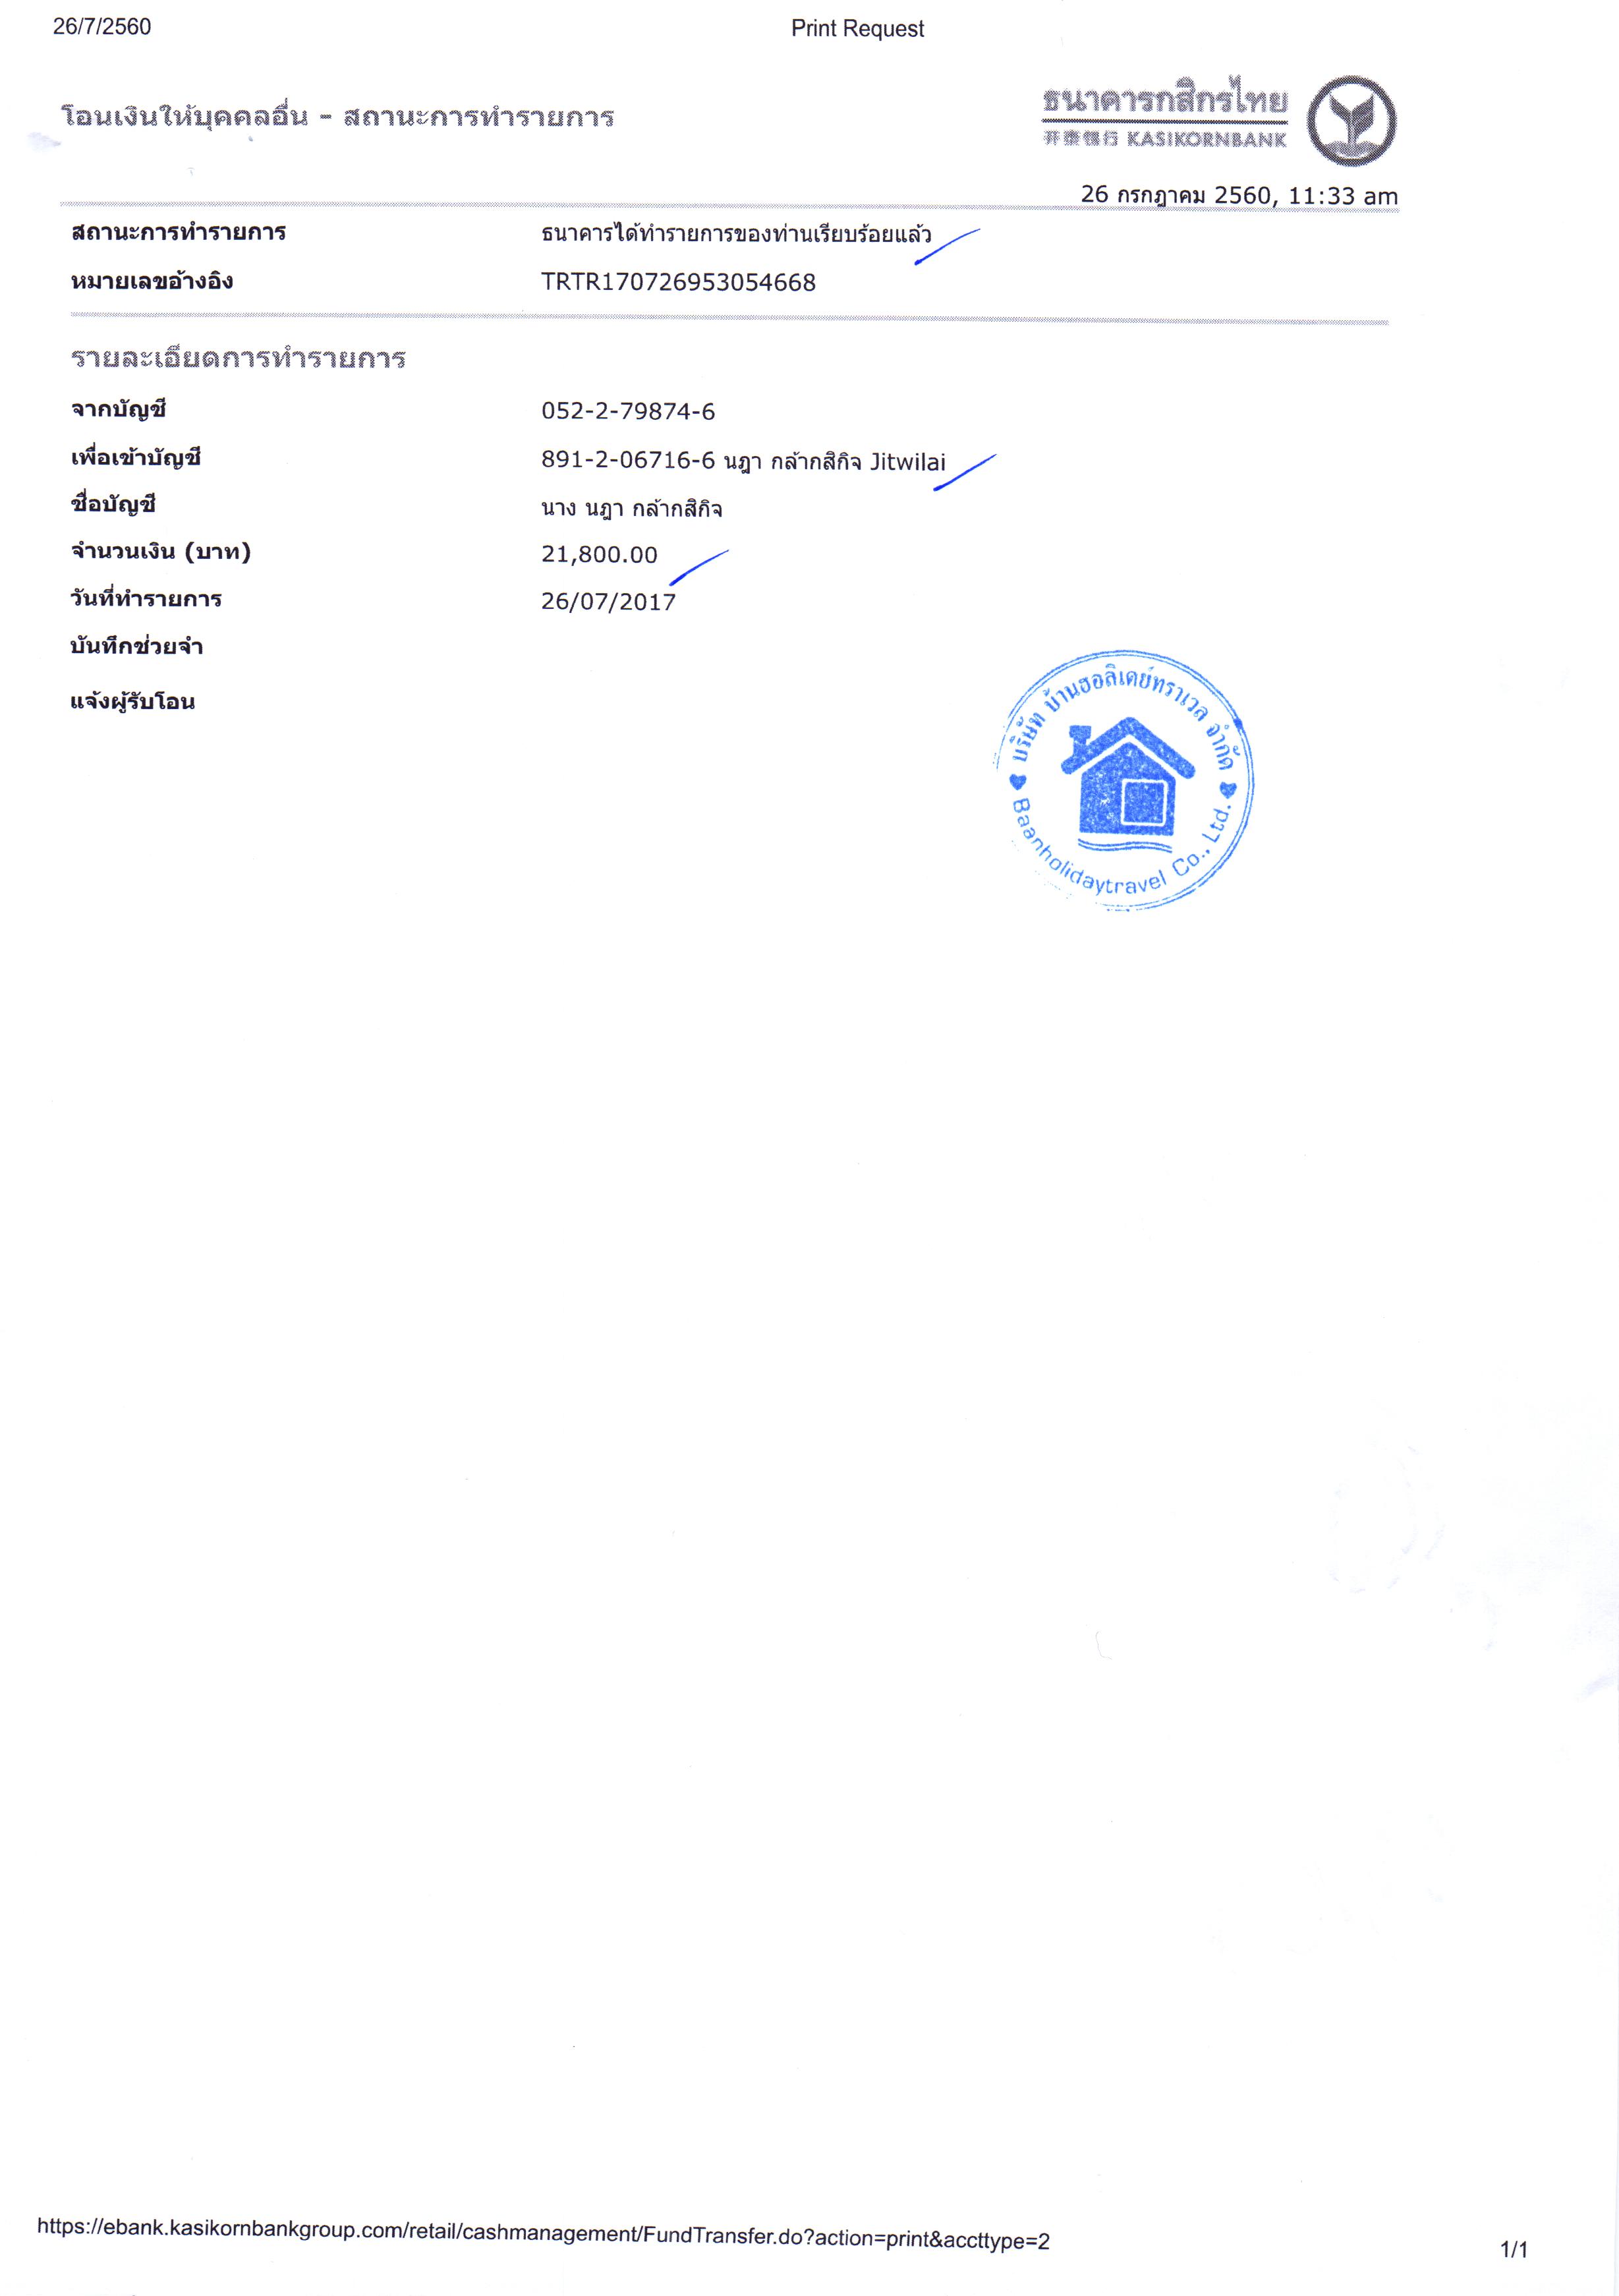 26/7/2560
Print Request
โอนเงินให้บุคคลอื่น - สถานะการทำรายการ
ธนาคารกสิกรไทย
开泰银行 KASIKORNBANK
26 กรกฎาคม 2560, 11:33 am
สถานะการทำรายการ ธนาคารได้ทำรายการของท่านเรียบร้อยแล้ว
หมายเลขอ้างอิง TRTR170726953054668
รายละเอียดการทำรายการ
จากบัญชี 052-2-79874-6
เพื่อเข้าบัญชี 891-2-06716-6 นฎา กล้ากสิกิจ Jitwilai
ชื่อบัญชี นาง นฎา กล้ากสิกิจ
จำนวนเงิน (บาท) 21,800.00
วันที่ทำรายการ 26/07/2017
บันทึกช่วยจำ
แจ้งผู้รับโอน
บริษัท บ้านฮอลิเดย์ทราเวล จำกัด
Baanholidaytravel Co., Ltd.
https://ebank.kasikornbankgroup.com/retail/cashmanagement/FundTransfer.do?action=print&accttype=2
1/1